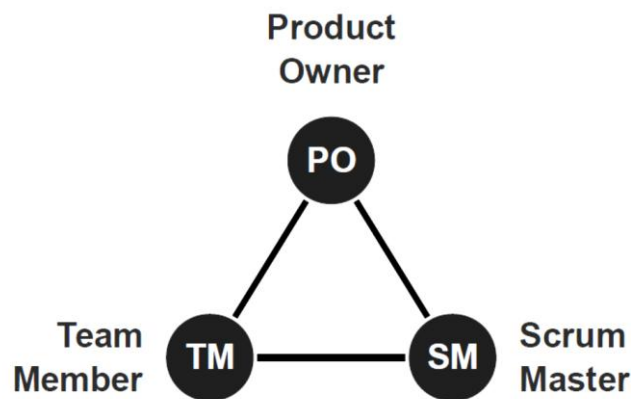 Product
Owner
PO
Team
Member
TM
SM
Scrum
Master